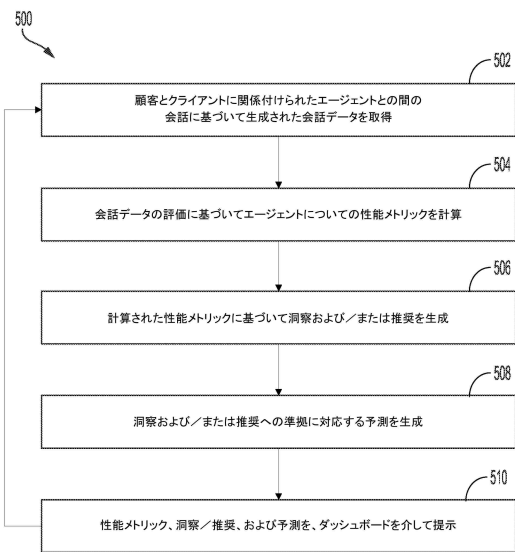 500
502
顧客とクライアントに関係付けられたエージェントとの間の
会話に基づいて生成された会話データを取得
504
会話データの評価に基づいてエージェントについての性能メトリックを計算
506
計算された性能メトリックに基づいて洞察および／または推奨を生成
508
洞察および／または推奨への準拠に対応する予測を生成
510
性能メトリック、洞察／推奨、および予測を、ダッシュボードを介して提示